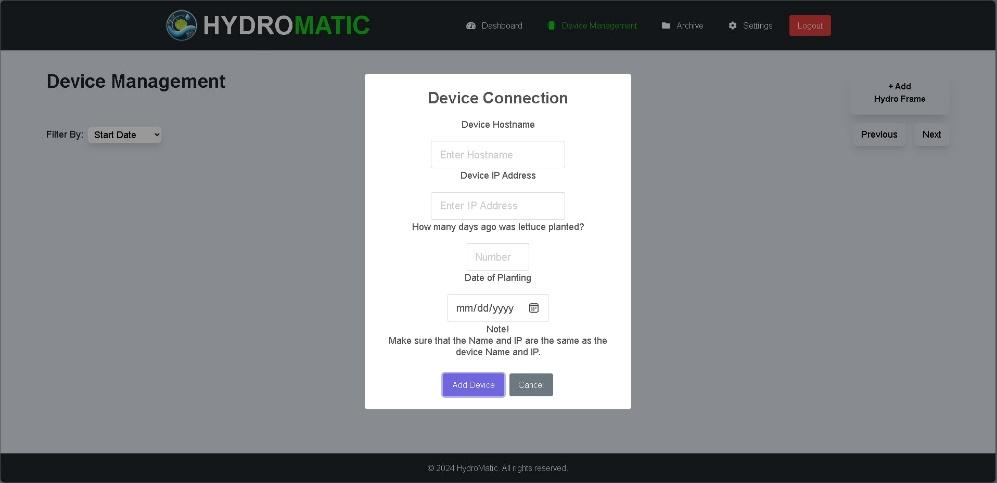 HYDROMATIC
Dashboard
Device Management
Archive
Settings
Logout
Device Management
+ Add
Hydro Frame
Filter By:
Start Date
Previous
Next
Device Connection
Device Hostname
Enter Hostname
Device IP Address
Enter IP Address
How many days ago was lettuce planted?
Number
Date of Planting
mm/dd/yyyy
Note!
Make sure that the Name and IP are the same as the
device Name and IP.
Add Device
Cancel
© 2024 HydroMatic. All rights reserved.